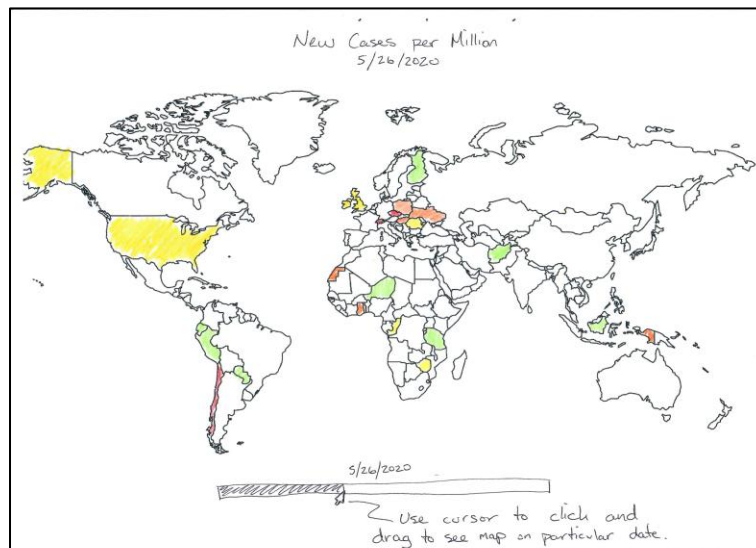 New Cases per Million
5/26/2020
5/26/2020
Use cursor to click and
drag to see map on particular date.